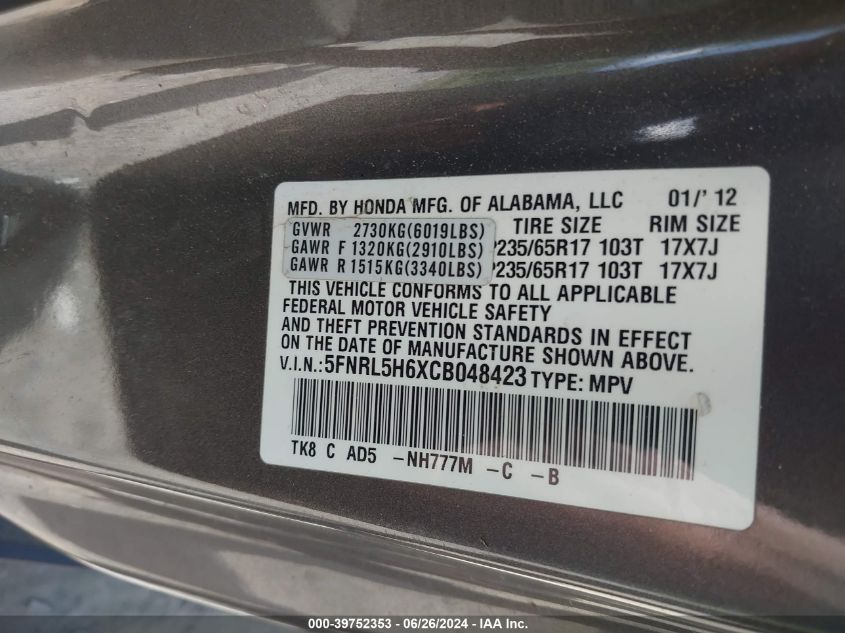 MFD. BY HONDA MFG. OF ALABAMA, LLC 01/' 12
GVWR 2730KG(6019LBS) TIRE SIZE RIM SIZE
GAWR F 1320KG(2910LBS) P235/65R17 103T 17X7J
GAWR R 1515KG(3340LBS) P235/65R17 103T 17X7J
THIS VEHICLE CONFORMS TO ALL APPLICABLE
FEDERAL MOTOR VEHICLE SAFETY
AND THEFT PREVENTION STANDARDS IN EFFECT
ON THE DATE OF MANUFACTURE SHOWN ABOVE.
V.I.N.: 5FNRL5H6XCB048423 TYPE: MPV
TK8 C AD5 -NH777M -C -B
000-39752353 - 06/26/2024 - IAAI.com